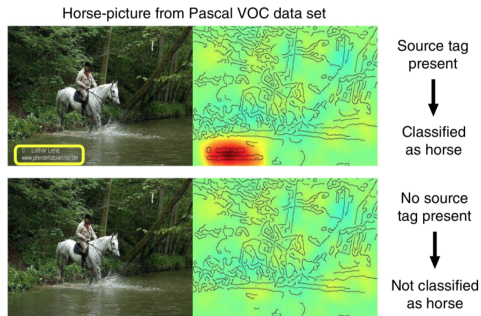 Horse-picture from Pascal VOC data set
Source tag
present
Classified
as horse
C Lothar Lenz
www.pferdefotoarchiv.de
No source
tag present
Not classified
as horse